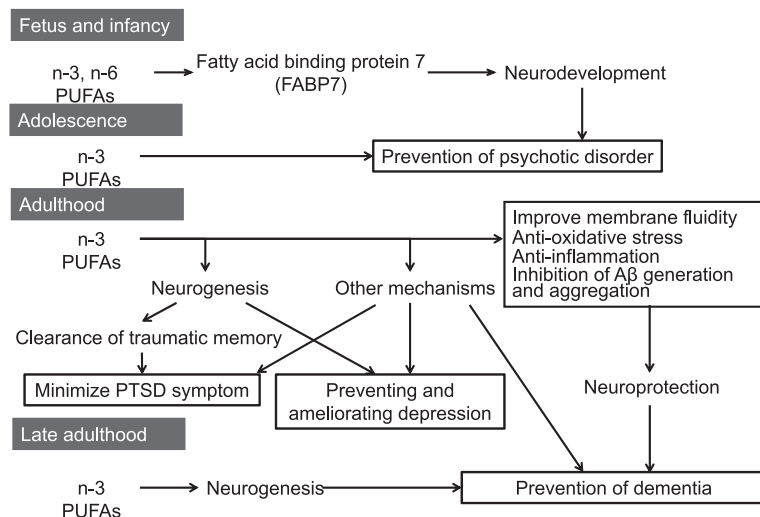 Fetus and infancy
n-3, n-6
PUFAs
Fatty acid binding protein 7
(FABP7)
Neurodevelopment
Adolescence
n-3
PUFAs
Prevention of psychotic disorder
Adulthood
n-3
PUFAs
Improve membrane fluidity
Anti-oxidative stress
Anti-inflammation
Inhibition of Aβ generation
and aggregation
Neurogenesis
Other mechanisms
Clearance of traumatic memory
Minimize PTSD symptom
Preventing and
ameliorating depression
Neuroprotection
Late adulthood
n-3
PUFAs
Neurogenesis
Prevention of dementia